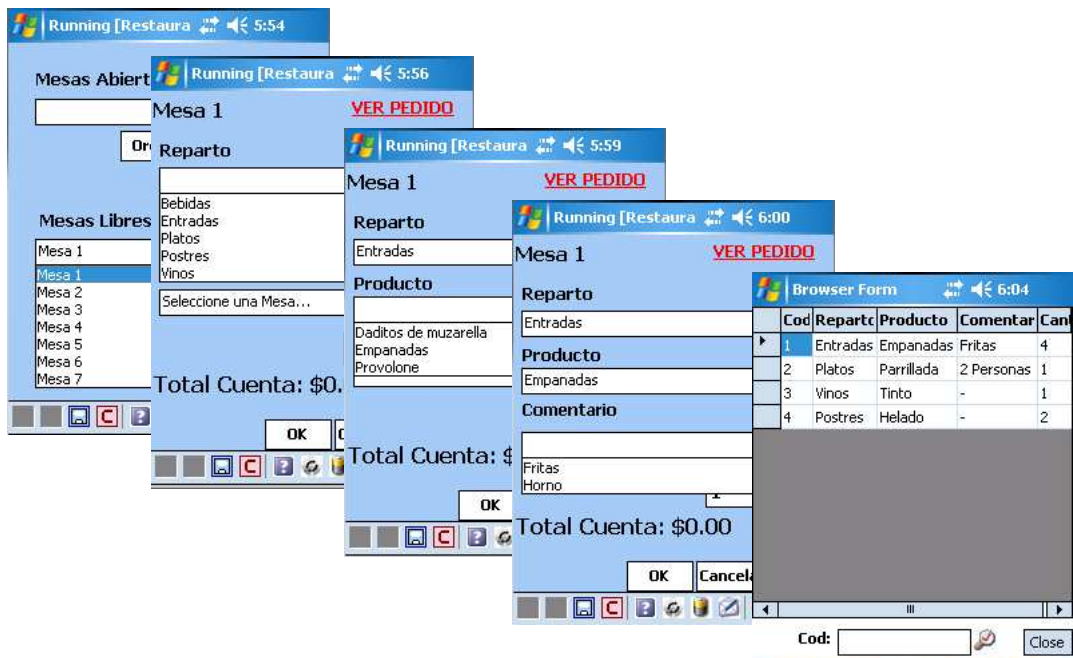 Running [Restaura 5:54
Mesas Abiert
Mesas Libres
Mesa 1
Mesa 1
Mesa 2
Mesa 3
Mesa 4
Mesa 5
Mesa 6
Mesa 7
Running [Restaura 5:56
Mesa 1 VER PEDIDO
Reparto
Bebidas
Entradas
Platos
Postres
Vinos
Seleccione una Mesa...
Total Cuenta: $0.
OK
Running [Restaura 5:59
Mesa 1 VER PEDIDO
Reparto
Entradas
Producto
Daditos de muzarella
Empanadas
Provolone
Total Cuenta: $
OK
Running [Restaura 6:00
Mesa 1 VER PEDIDO
Reparto
Entradas
Producto
Empanadas
Comentario
Fritas
Horno
Total Cuenta: $0.00
OK Cancela
Browser Form 6:04
Cod Reparto Producto Comentar Cant
1 Entradas Empanadas Fritas 4
2 Platos Parrillada 2 Personas 1
3 Vinos Tinto - 1
4 Postres Helado - 2
Cod: Close